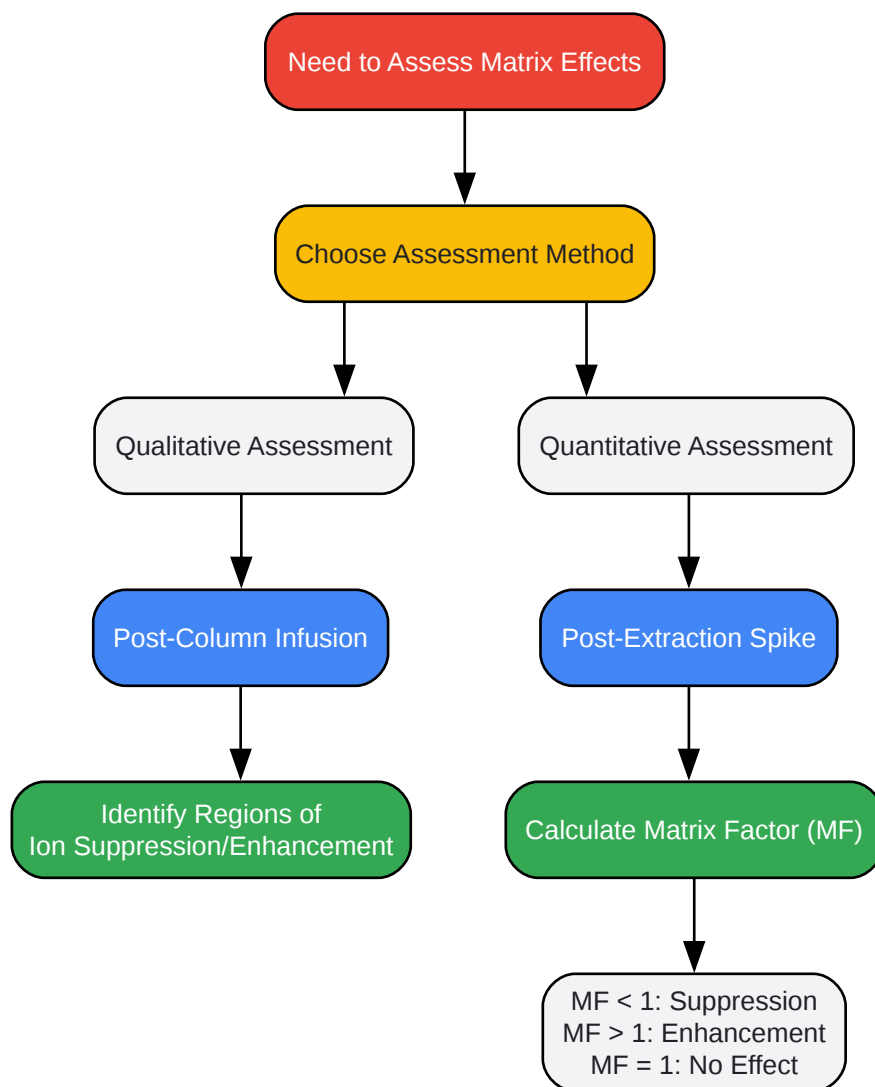 Need to Assess Matrix Effects
Choose Assessment Method
Qualitative Assessment
Quantitative Assessment
Post-Column Infusion
Post-Extraction Spike
Identify Regions of
Ion Suppression/Enhancement
Calculate Matrix Factor (MF)
MF < 1: Suppression
MF > 1: Enhancement
MF = 1: No Effect